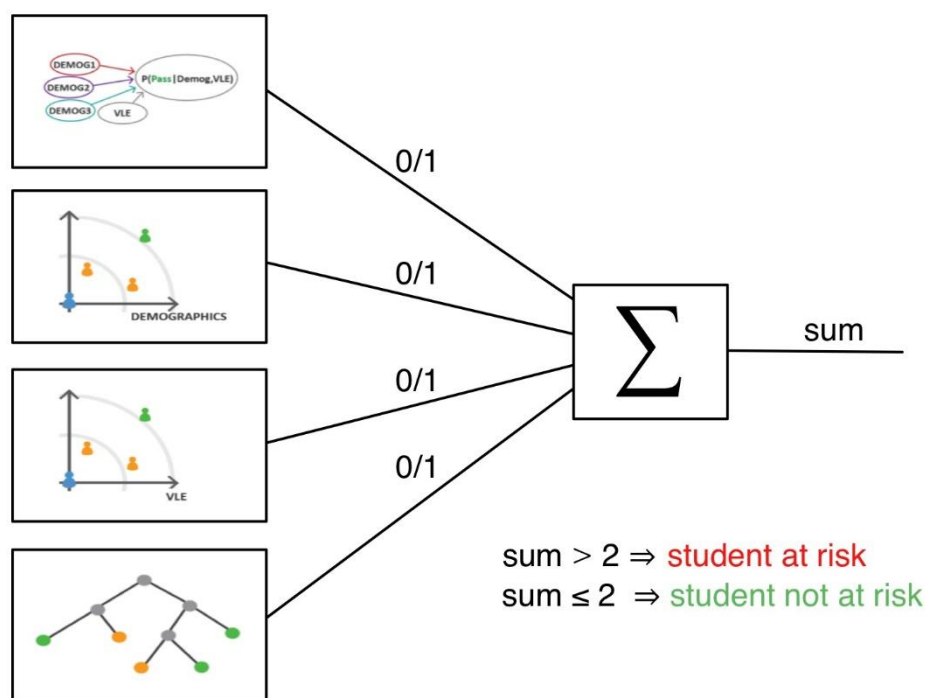 DEMOG1
DEMOG2
DEMOG3
VLE
P(Pass|Demog,VLE)
0/1
DEMOGRAPHICS
0/1
VLE
0/1
0/1
∑
sum
sum > 2 ⇒ student at risk
sum ≤ 2 ⇒ student not at risk